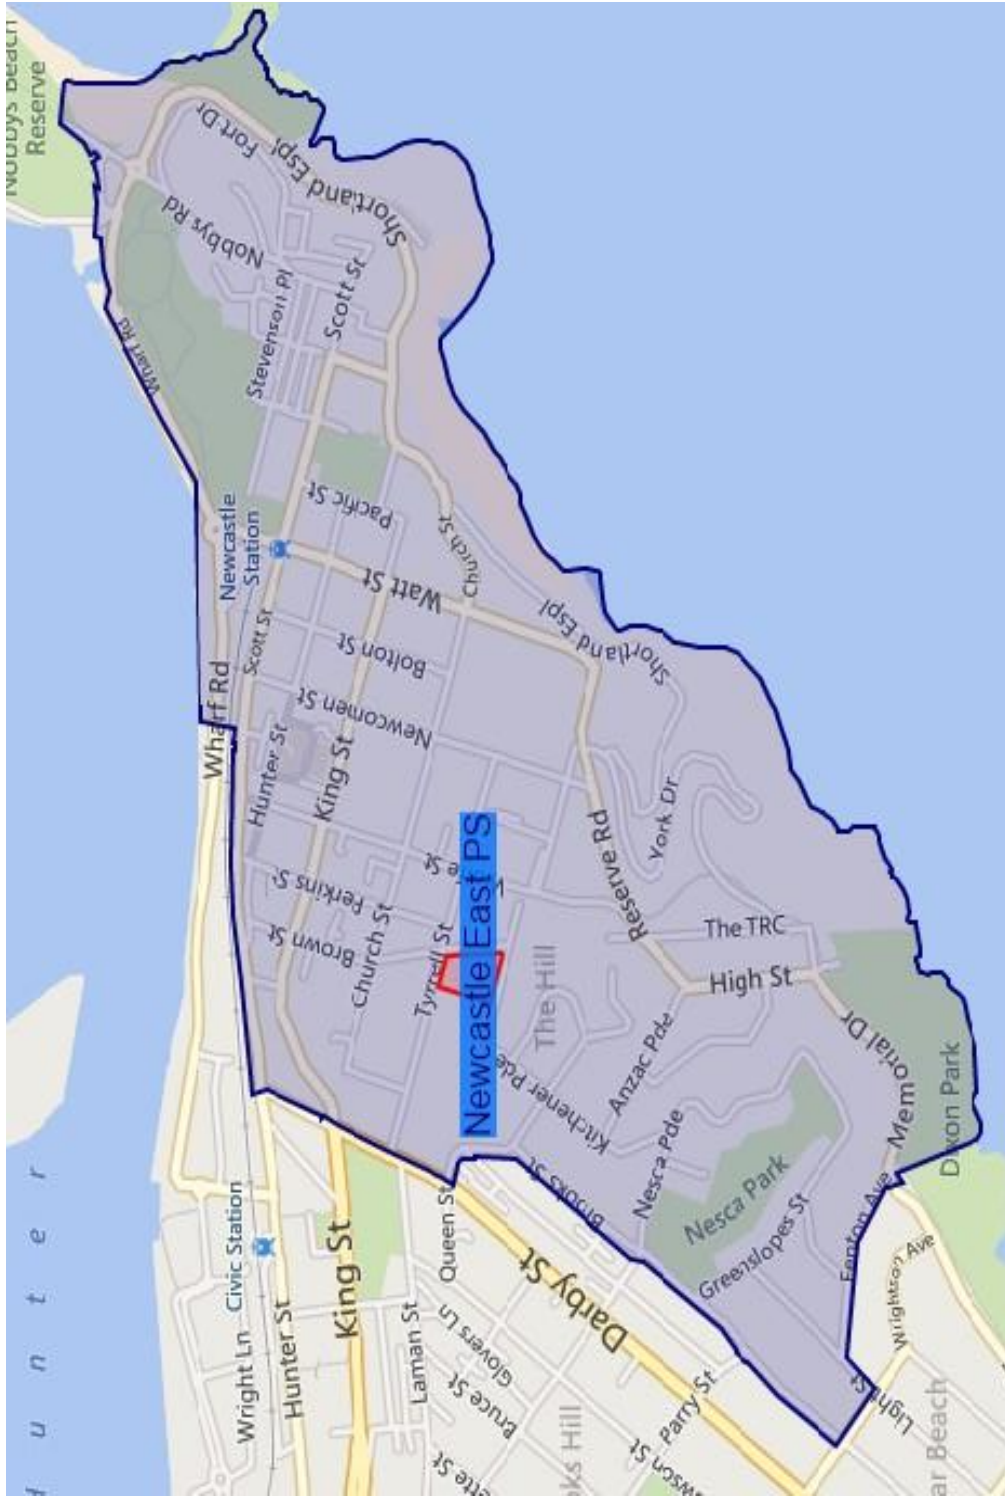 Nobbys Beach
Reserve
Fort Dr
Shortland Espl
Nobbys Rd
Scott St
Stevenson Pl
Wharf Rd
Pacific St
Newcastle
Station
Church St
Watt St
Shortland Espl
Scott St
Bolton St
Wharf Rd
Newcomen St
Hunter St
King St
York Dr
Reserve Rd
Perkins St
Newcastle East PS
Brown St
Church St
Tyrrell St
The TRC
The Hill
High St
Kitchener Pde
Anzac Pde
Memorial Dr
Nesca Pde
Dixon Park
Brooks St
Nesca Park
Greenslopes St
Fenton Ave
Hunter
Civic Station
Queen St
King St
Darby St
Wrightson Ave
Wright Ln
Hunter St
Laman St
Glovers Ln
Bruce St
Parry St
Light St